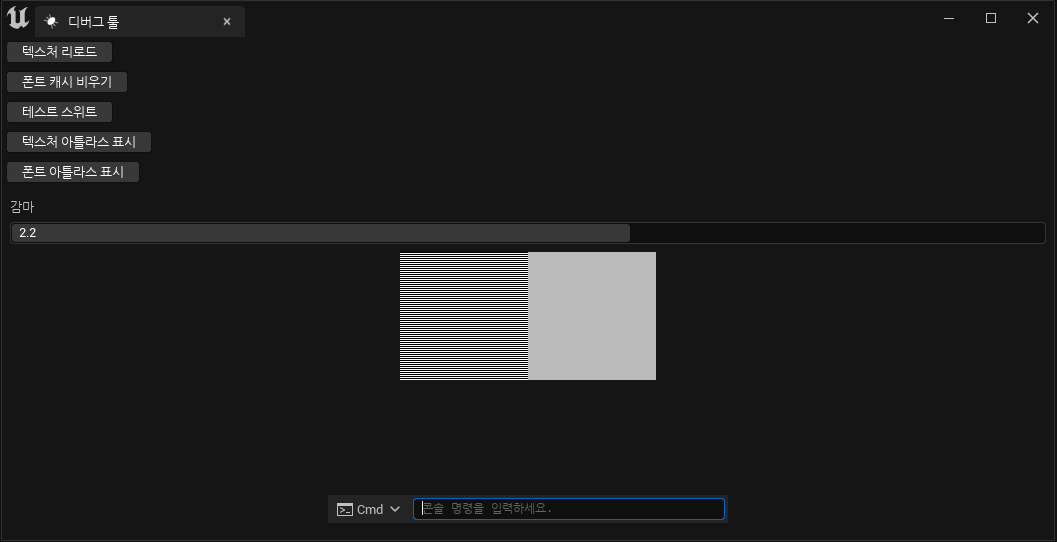 디버그 툴
텍스처 리로드
폰트 캐시 비우기
테스트 스위트
텍스처 아틀라스 표시
폰트 아틀라스 표시
감마
2.2
Cmd
콘솔 명령을 입력하세요.